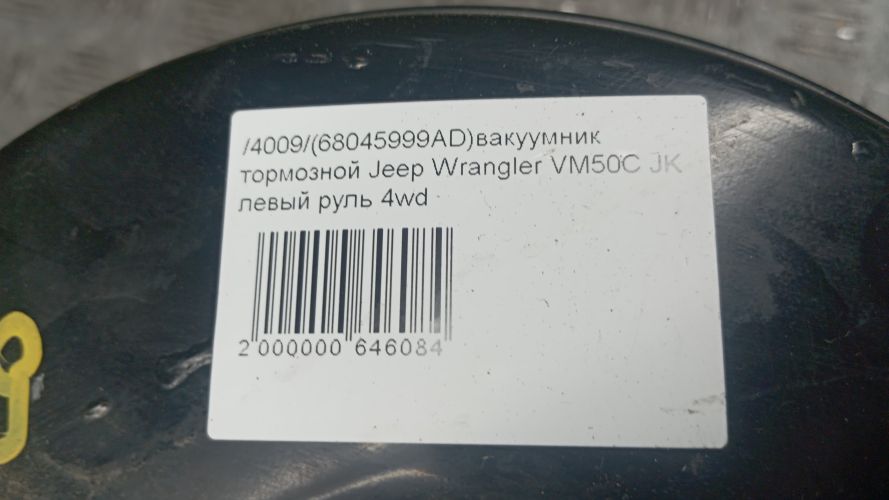 /4009/(68045999AD)вакуумник
тормозной Jeep Wrangler VM50C JK
левый руль 4wd
2 000000 646084